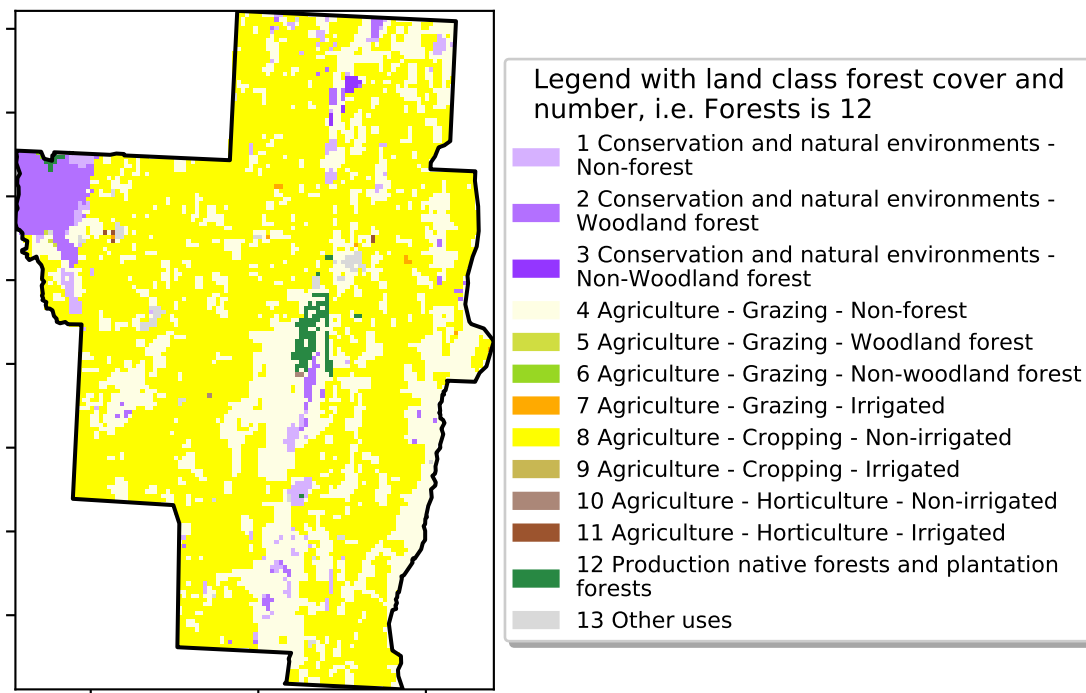 Legend with land class forest cover and
number, i.e. Forests is 12
1 Conservation and natural environments -
Non-forest
2 Conservation and natural environments -
Woodland forest
3 Conservation and natural environments -
Non-Woodland forest
4 Agriculture - Grazing - Non-forest
5 Agriculture - Grazing - Woodland forest
6 Agriculture - Grazing - Non-woodland forest
7 Agriculture - Grazing - Irrigated
8 Agriculture - Cropping - Non-irrigated
9 Agriculture - Cropping - Irrigated
10 Agriculture - Horticulture - Non-irrigated
11 Agriculture - Horticulture - Irrigated
12 Production native forests and plantation
forests
13 Other uses